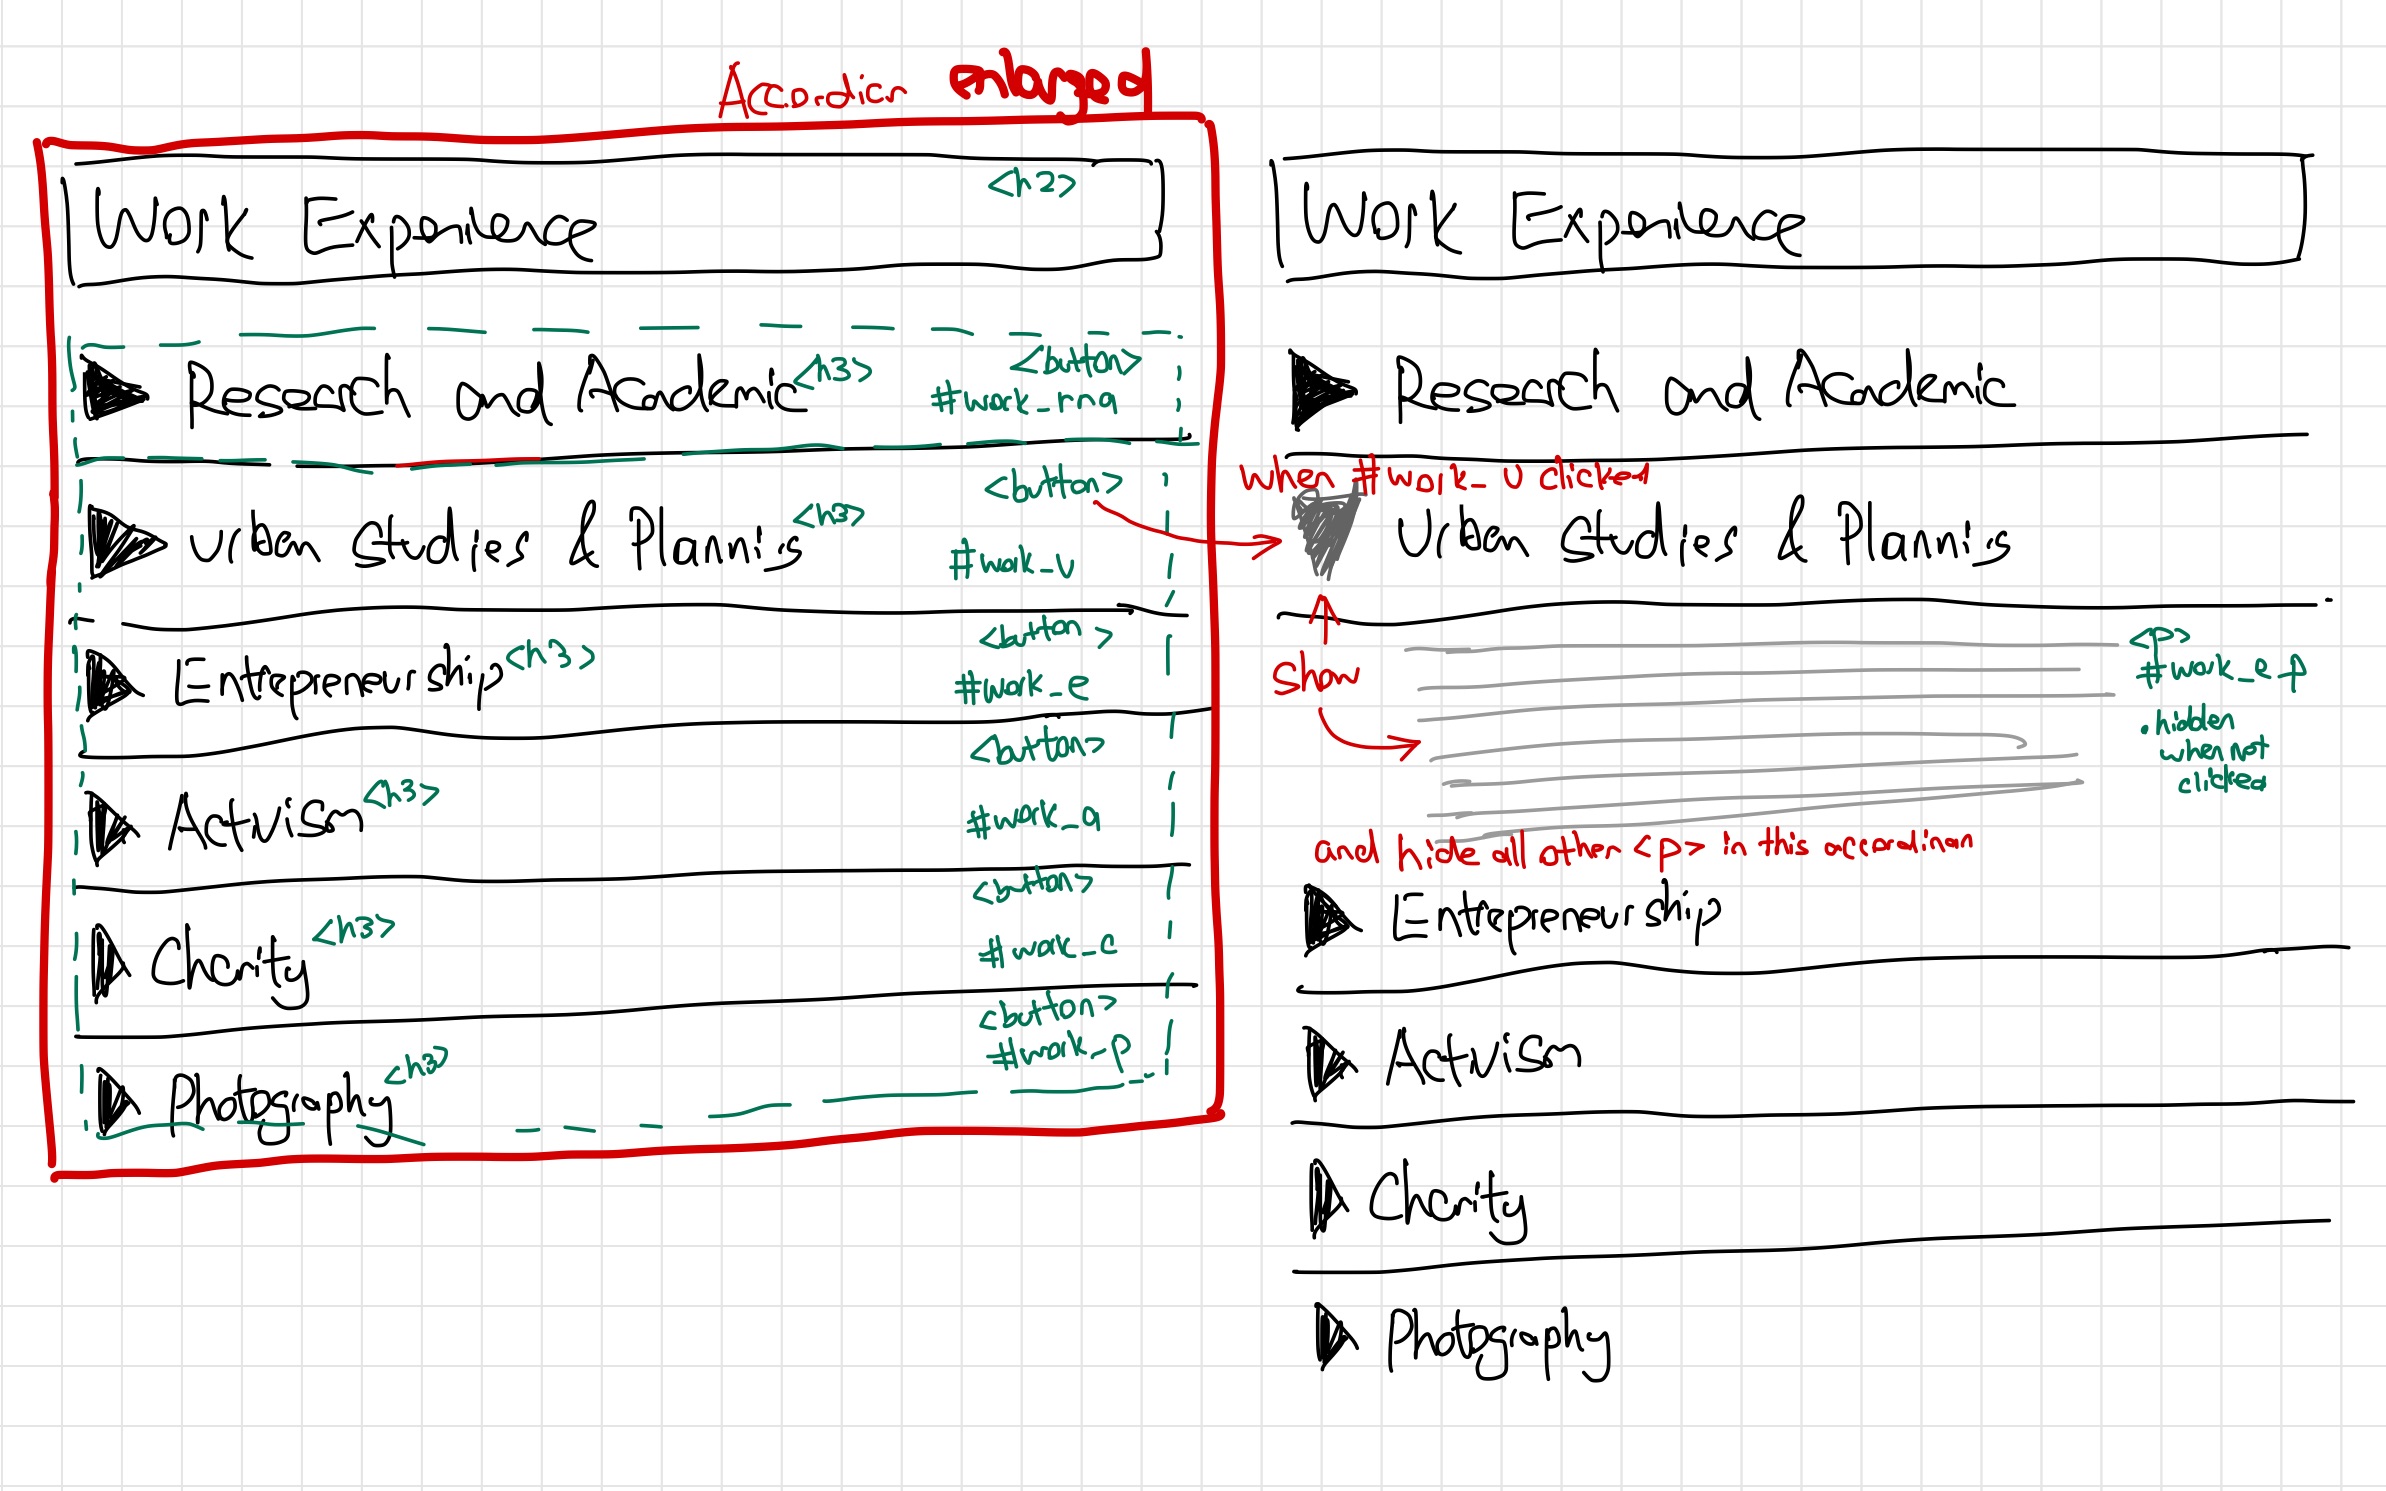 Accordion enlarged
Work Experience <h2>
Research and Academic <h3> <button>
#work_rna
Urban Studies & Planning <h3> <button>
#work_u
Entrepreneurship <h3> <button>
#work_e
Activism <h3> <button>
#work_a
Charity <h3> <button>
#work_c
Photography <h3> <button>
#work_p
Work Experience
Research and Academic
when #work_u clicked
Urban Studies & Planning
show
<p>
#work_e_p
.hidden
when not
clicked
and hide all other <p> in this accordian
Entrepreneurship
Activism
Charity
Photography